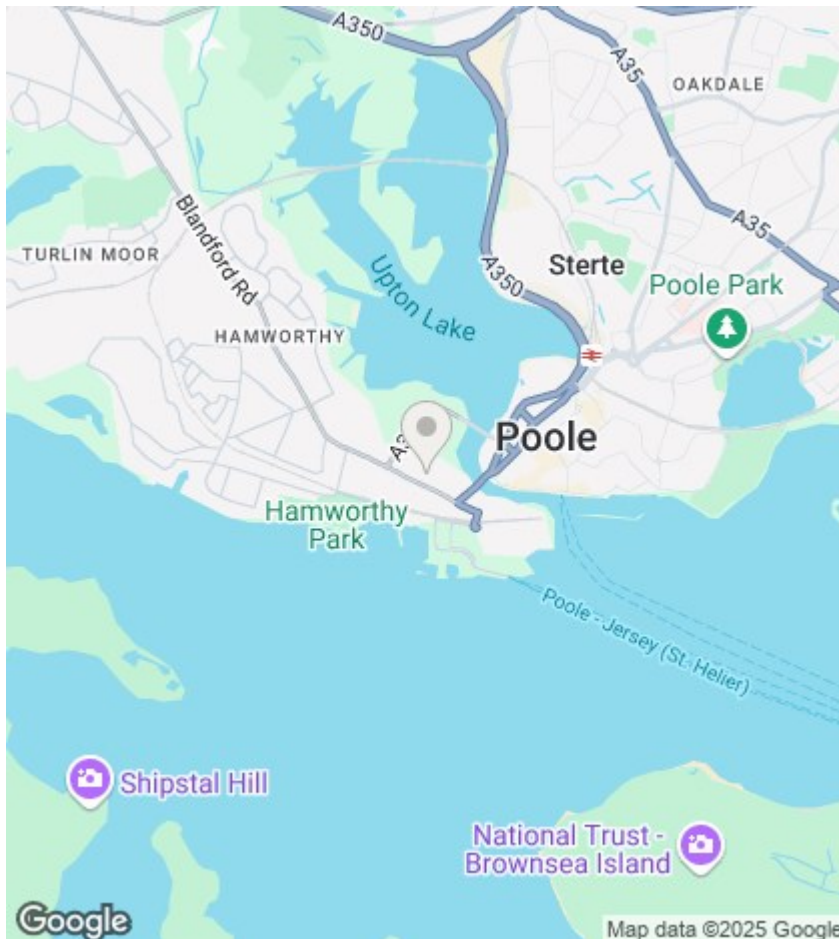 A350
A35
OAKDALE
Blandford Rd
TURLIN MOOR
A35
A350
Sterte
Poole Park
Upton Lake
HAMWORTHY
Poole
Hamworthy
Park
Poole - Jersey (St. Helier)
Shipstal Hill
National Trust -
Brownsea Island
Google
Map data ©2025 Google